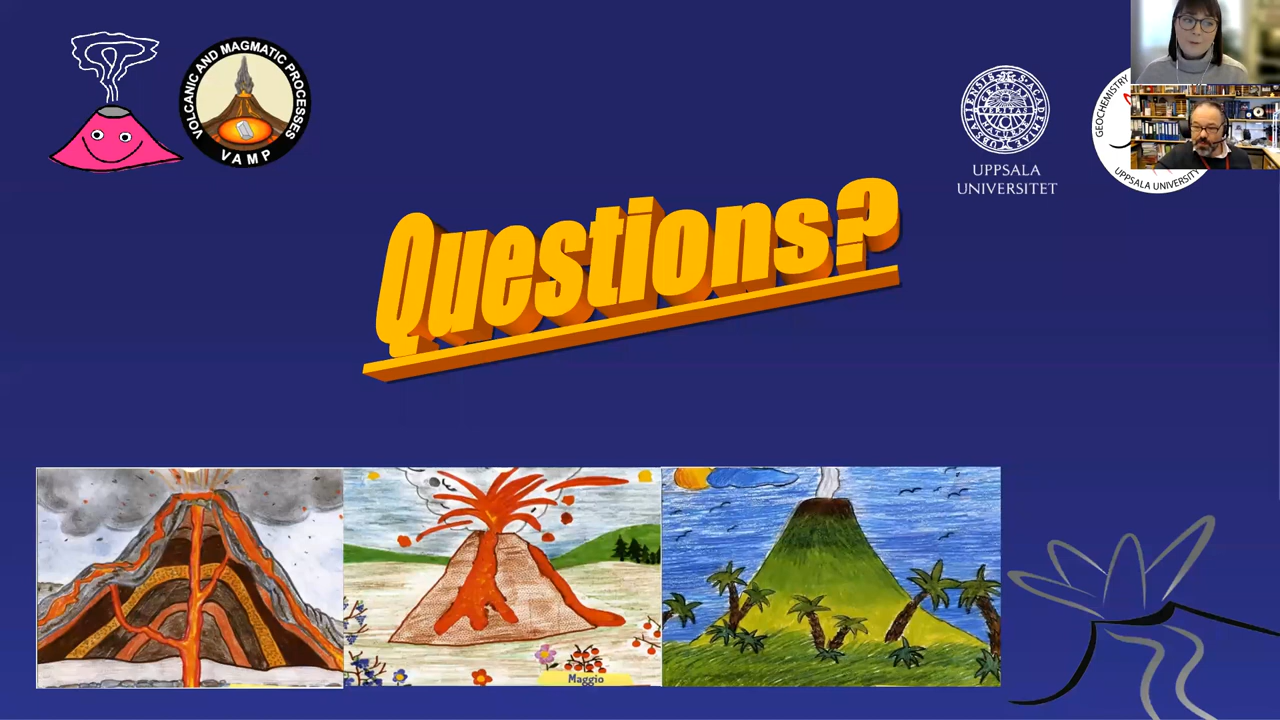 VOLCANIC AND MAGMATIC PROCESSES
VAMP
UPPSALA
UNIVERSITET
GEOCHEMISTRY
UPPSALA UNIVERSITY
Questions?
Maggio